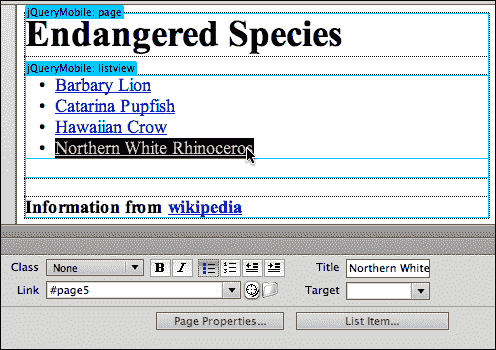 jQueryMobile: page
Endangered Species
jQueryMobile: listview
• Barbary Lion
• Catarina Pupfish
• Hawaiian Crow
• Northern White Rhinoceros
Information from wikipedia
Class None B I Title Northern White
Link #page5 Target
Page Properties... List Item...